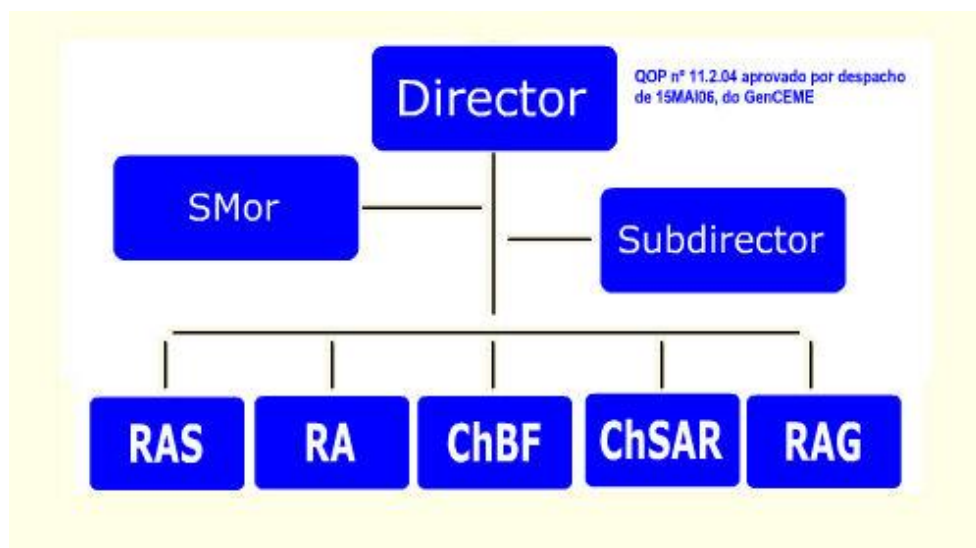 Director
QOP nº 11.2.04 aprovado por despacho
de 15MAI06, do GenCEME
SMor
Subdirector
RAS
RA
ChBF
ChSAR
RAG